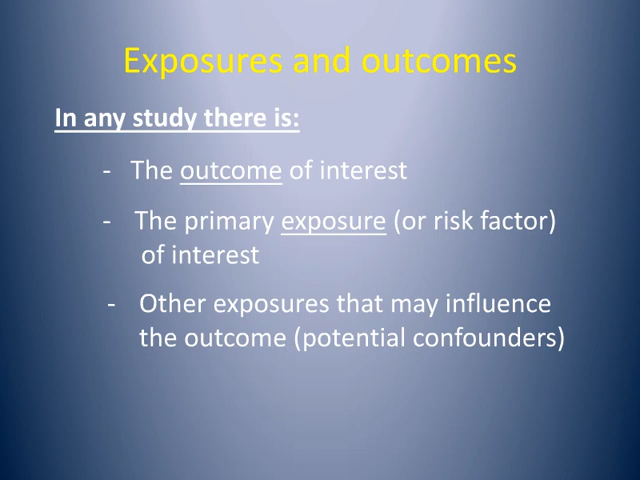 Exposures and outcomes
In any study there is:
- The outcome of interest
- The primary exposure (or risk factor)
of interest
- Other exposures that may influence
the outcome (potential confounders)